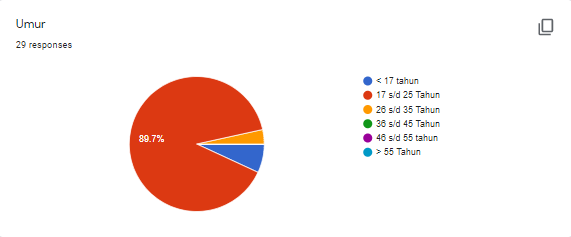 Umur
29 responses
89.7%
< 17 tahun
17 s/d 25 Tahun
26 s/d 35 Tahun
36 s/d 45 Tahun
46 s/d 55 tahun
> 55 Tahun